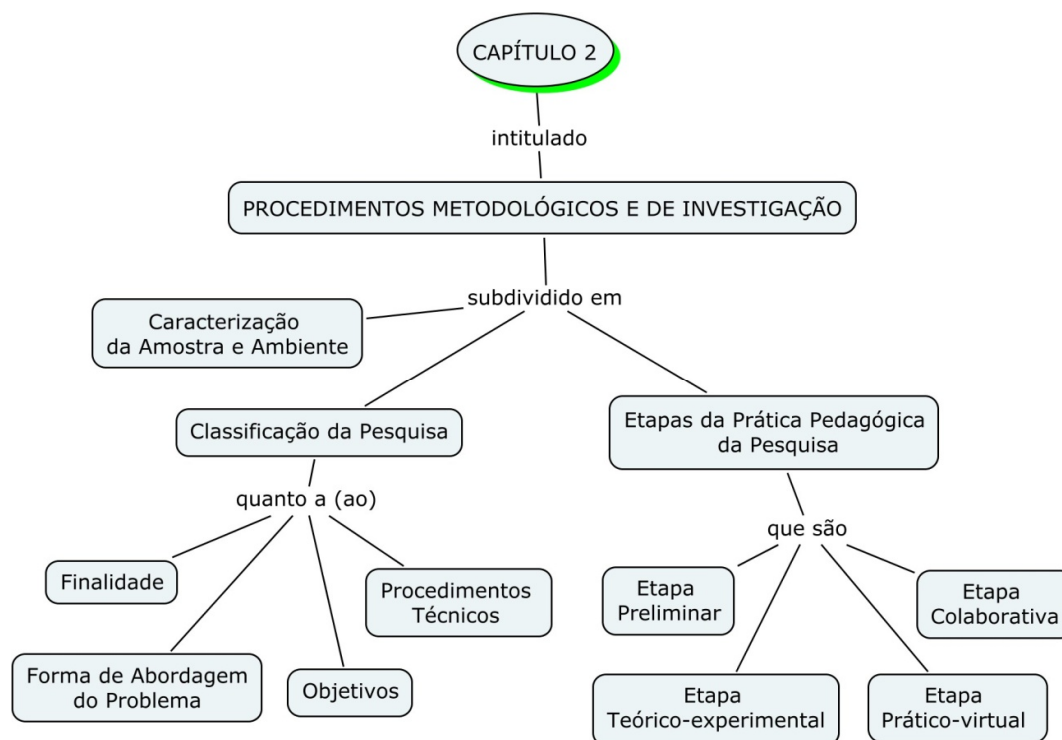 CAPÍTULO 2
intitulado
PROCEDIMENTOS METODOLÓGICOS E DE INVESTIGAÇÃO
subdividido em
Caracterização
da Amostra e Ambiente
Classificação da Pesquisa
quanto a (ao)
Finalidade
Forma de Abordagem
do Problema
Objetivos
Procedimentos
Técnicos
Etapas da Prática Pedagógica
da Pesquisa
que são
Etapa
Preliminar
Etapa
Teórico-experimental
Etapa
Prático-virtual
Etapa
Colaborativa